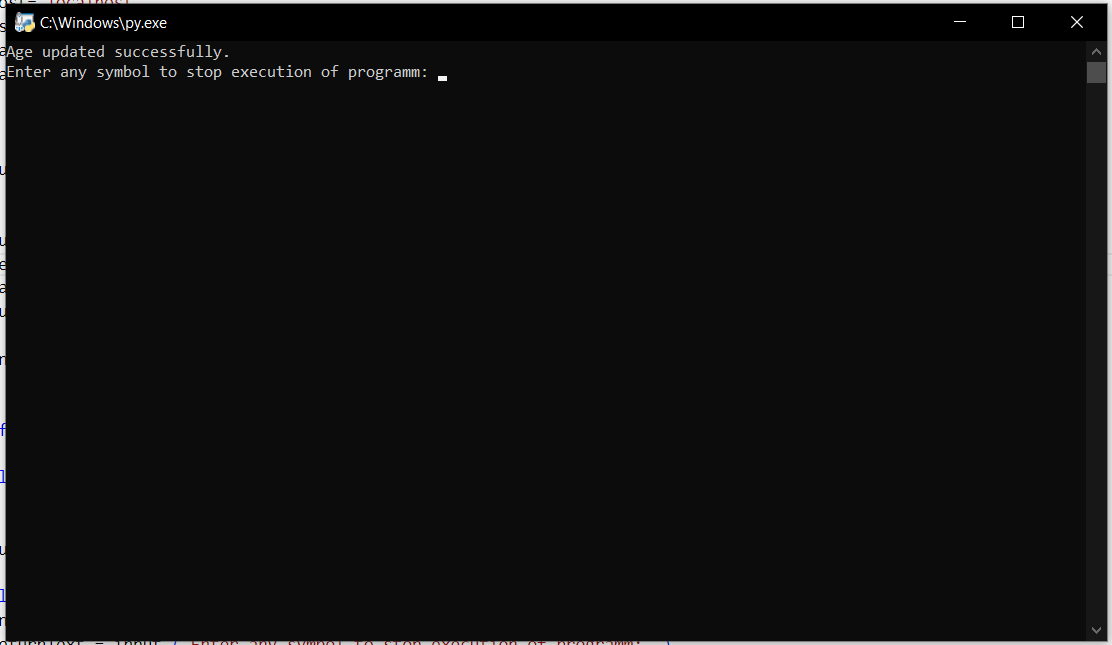 C:\Windows\py.exe
Age updated successfully.
Enter any symbol to stop execution of programm: